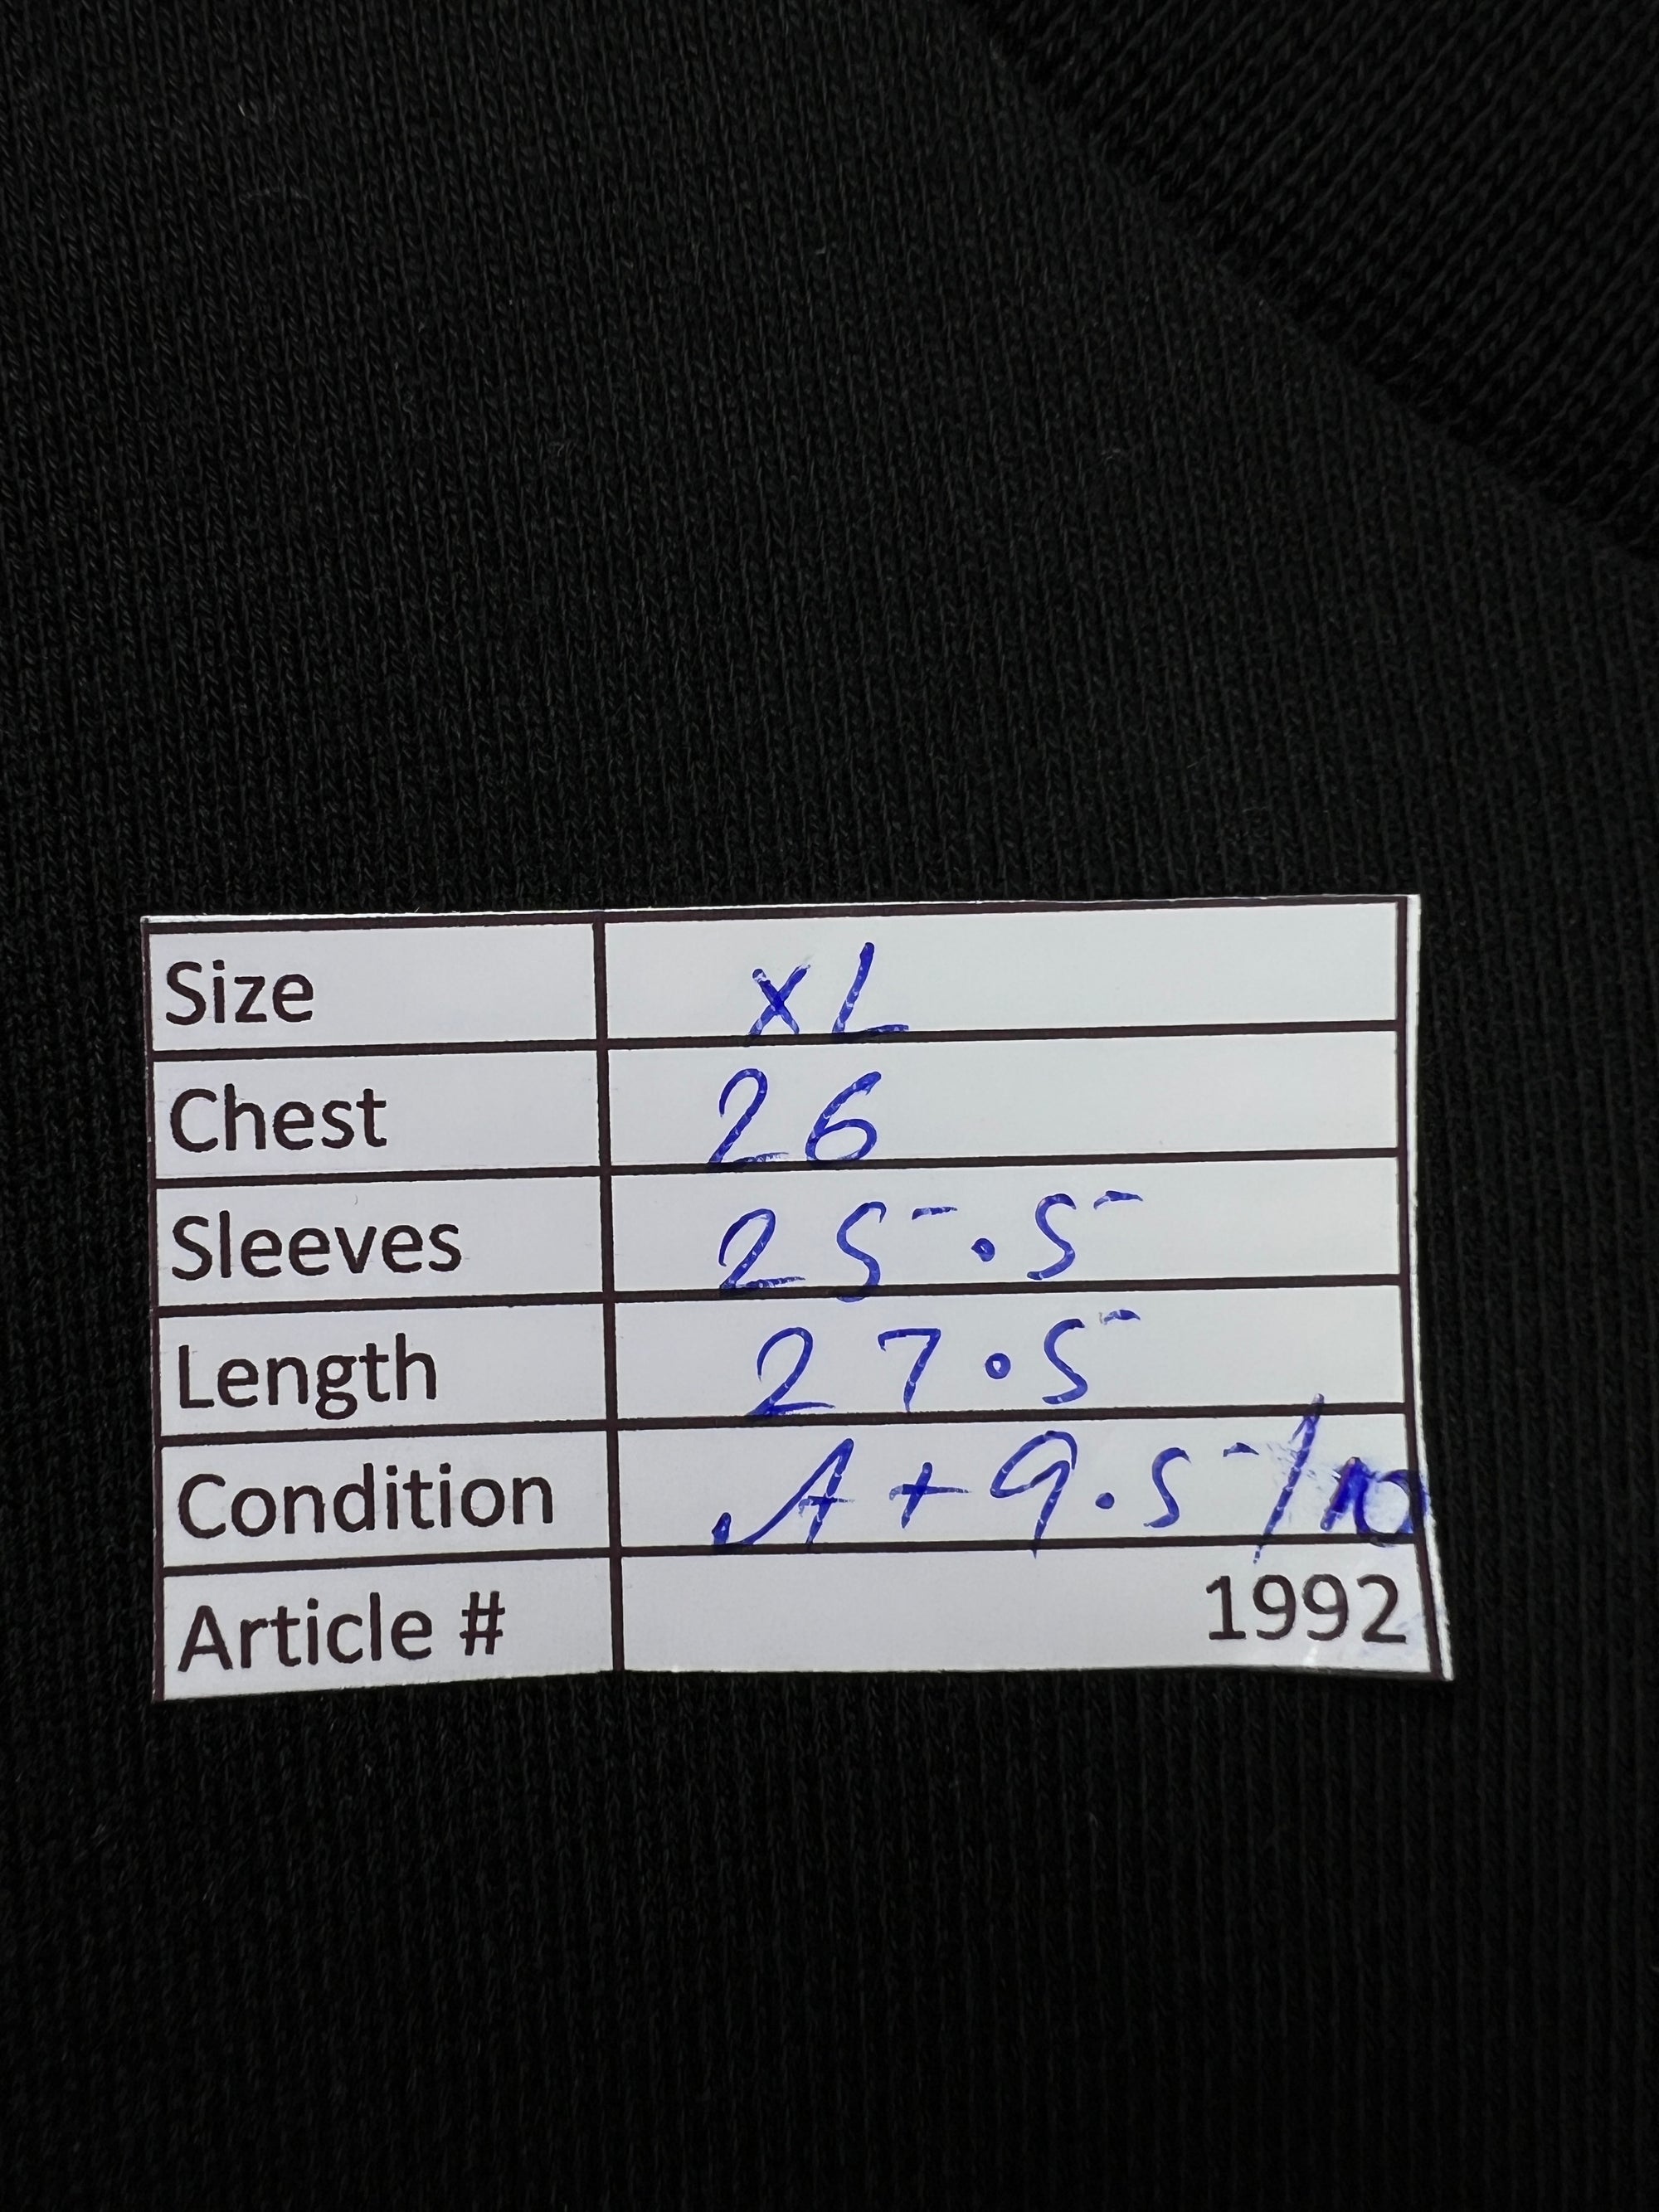 Size XL
Chest 26
Sleeves 25.5
Length 27.5
Condition A+ 9.5/10
Article # 1992